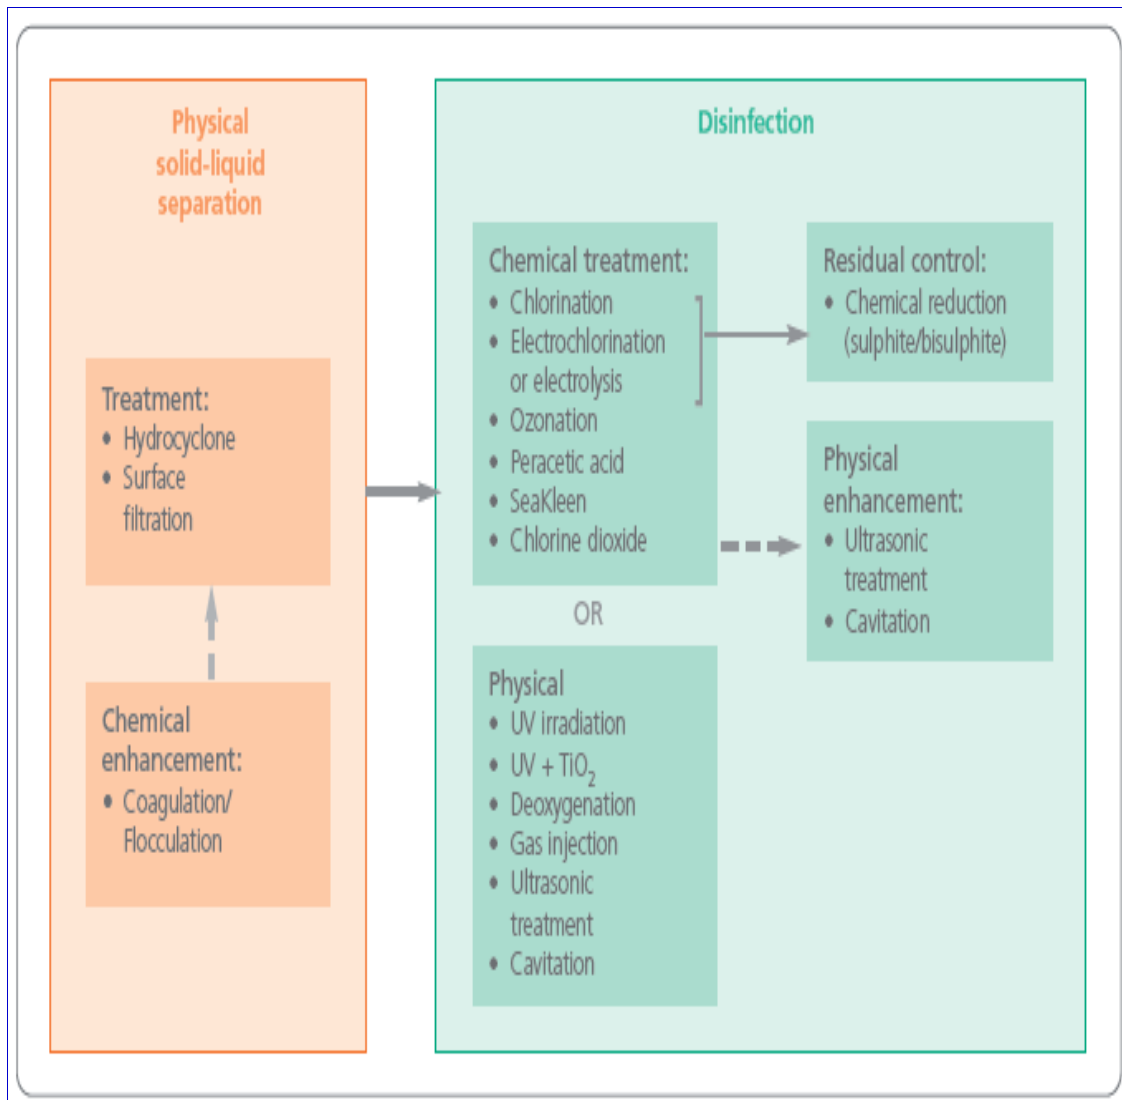 Physical
solid-liquid
separation
Treatment:
• Hydrocyclone
• Surface
filtration
Chemical
enhancement:
• Coagulation/
Flocculation
Disinfection
Chemical treatment:
• Chlorination
• Electrochlorination
or electrolysis
• Ozonation
• Peracetic acid
• SeaKleen
• Chlorine dioxide
OR
Physical
• UV irradiation
• UV + TiO₂
• Deoxygenation
• Gas injection
• Ultrasonic
treatment
• Cavitation
Residual control:
• Chemical reduction
(sulphite/bisulphite)
Physical
enhancement:
• Ultrasonic
treatment
• Cavitation